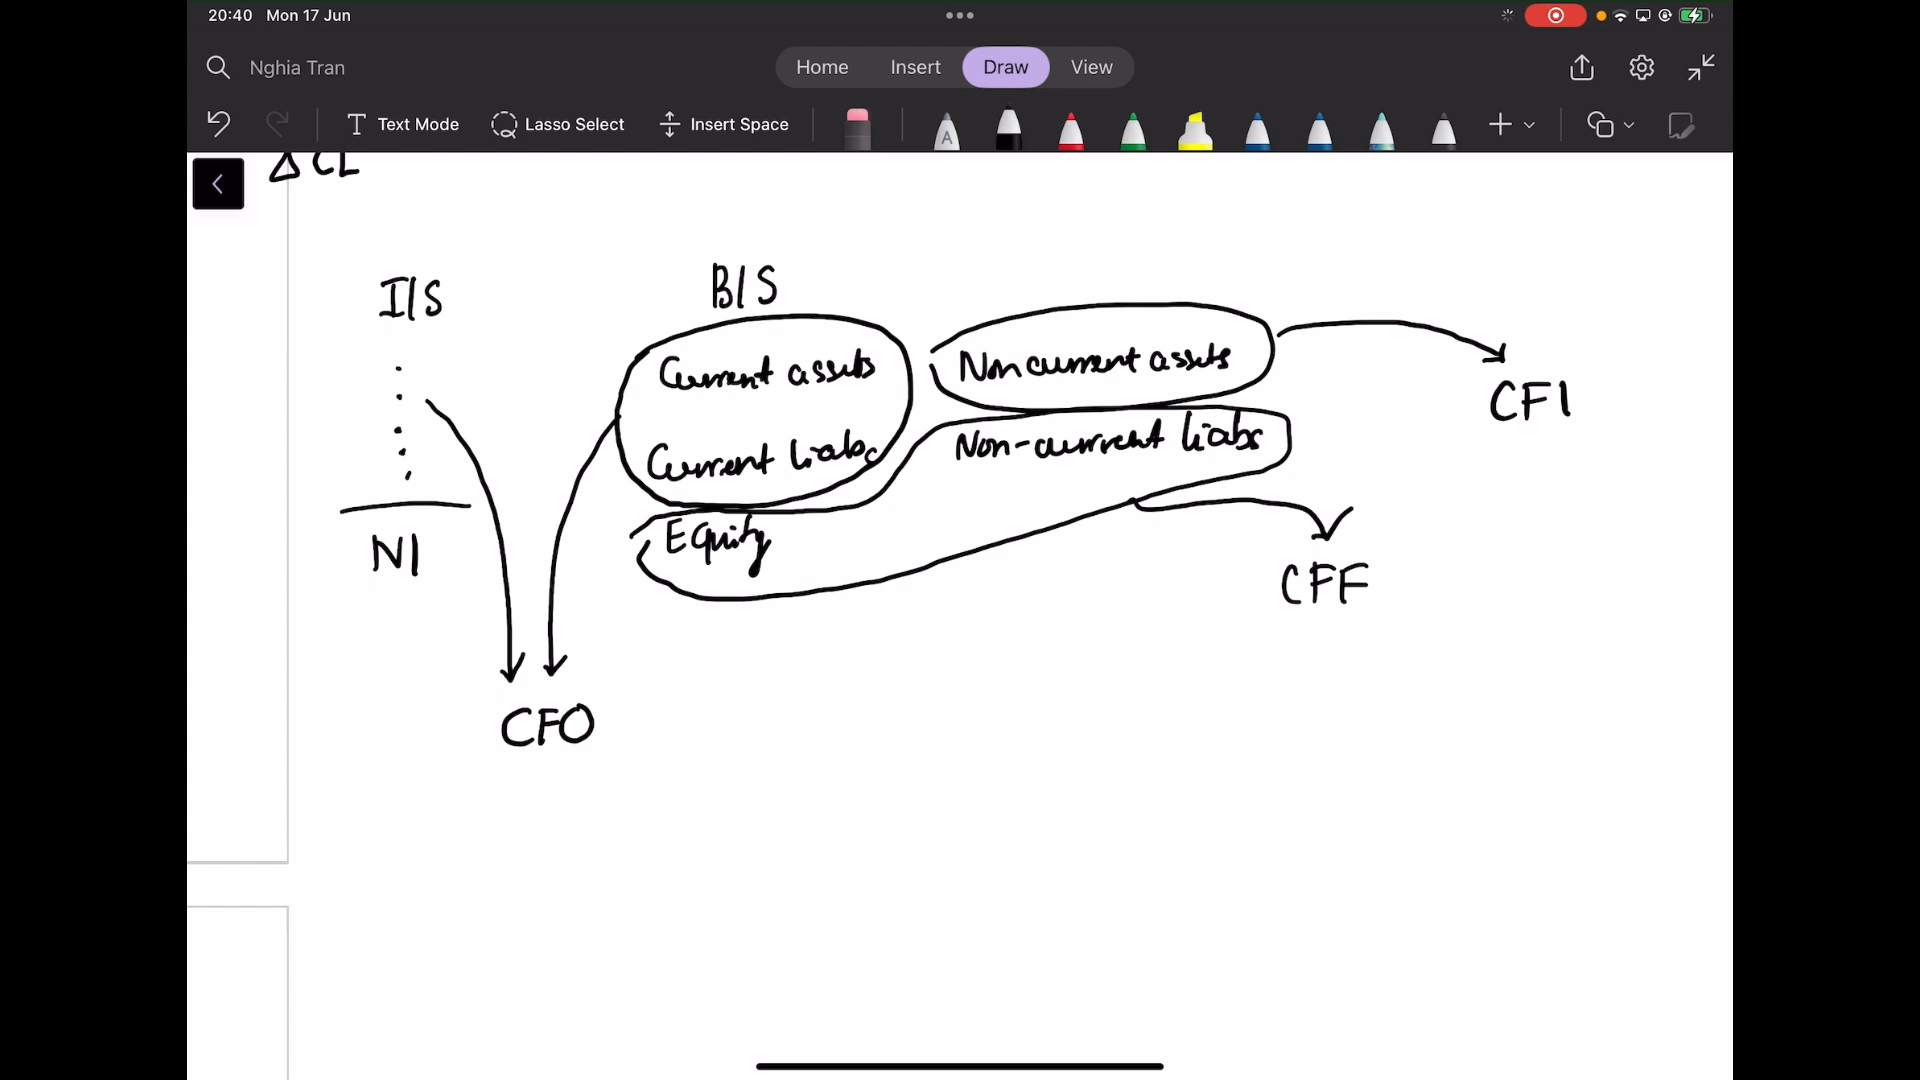 20:40 Mon 17 Jun
Nghia Tran
Home Insert Draw View
Text Mode Lasso Select Insert Space
A
Δ CL
I/S
B/S
Current assets
Noncurrent assets
CFI
Current liabs
Non-current liabs
Equity
NI
CFF
CFO